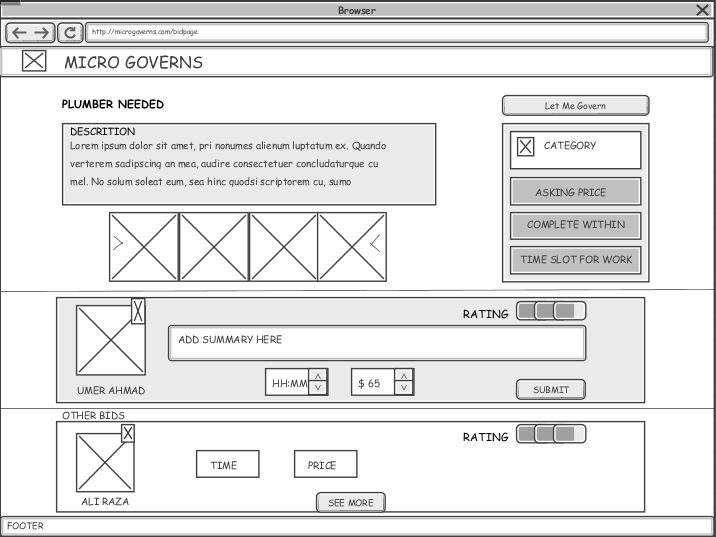 Browser
http://microgoverns.com/bidpage
MICRO GOVERNS
PLUMBER NEEDED
Let Me Govern
DESCRITION
Lorem ipsum dolor sit amet, pri nonumes alienum luptatum ex. Quando
verterem sadipscing an mea, audire consectetuer concludaturque cu
mel. No solum soleat eum, sea hinc quodsi scriptorem cu, sumo
CATEGORY
ASKING PRICE
COMPLETE WITHIN
TIME SLOT FOR WORK
RATING
ADD SUMMARY HERE
HH:MM
$ 65
UMER AHMAD
SUBMIT
OTHER BIDS
RATING
TIME
PRICE
ALI RAZA
SEE MORE
FOOTER